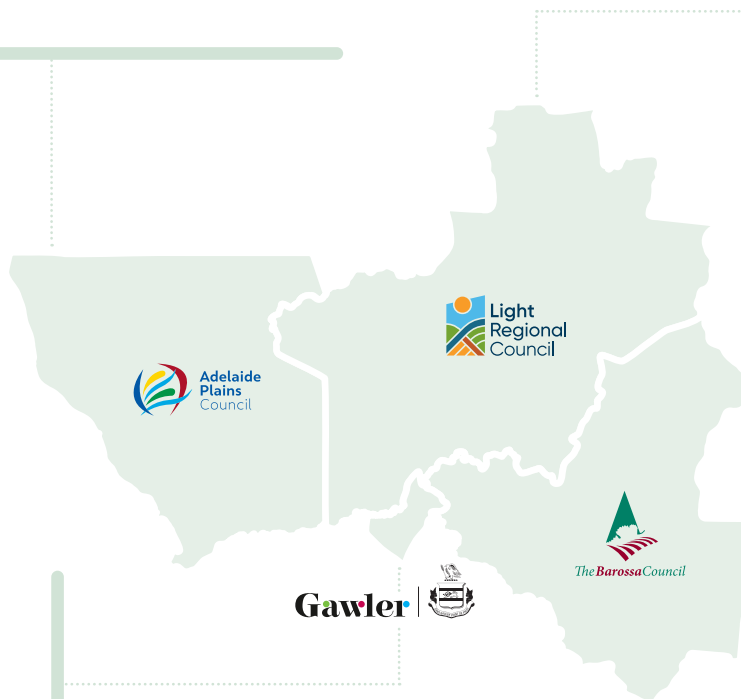 Light
Regional
Council
Adelaide
Plains
Council
The Barossa Council
Gawler